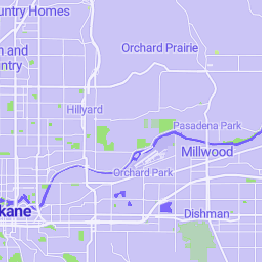 untry Homes
Orchard Prairie
n and
ntry
Hillyard
Pasadena Park
Millwood
Orchard Park
kane
Dishman